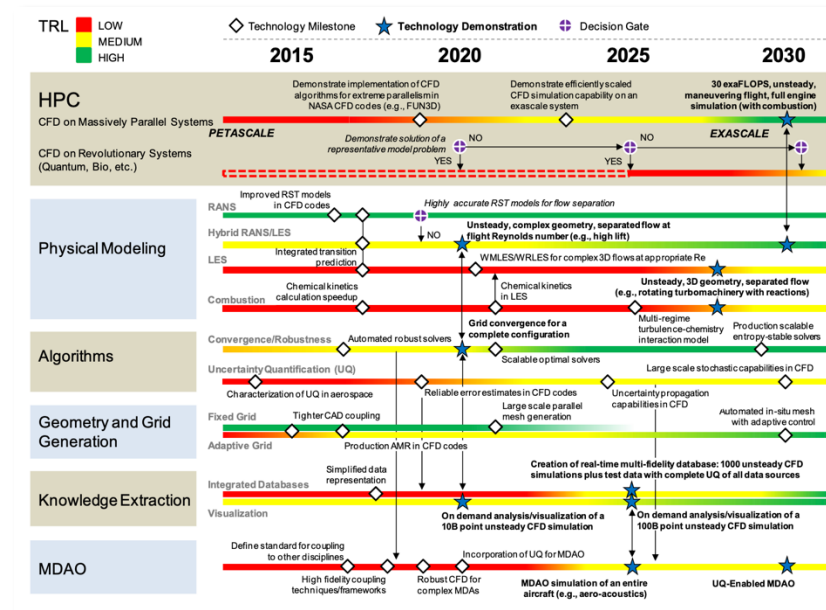 TRL
LOW
MEDIUM
HIGH
Technology Milestone
Technology Demonstration
Decision Gate
2015
2020
2025
2030
HPC
CFD on Massively Parallel Systems
Demonstrate implementation of CFD
algorithms for extreme parallelism in
NASA CFD codes (e.g., FUN3D)
Demonstrate efficiently scaled
CFD simulation capability on an
exascale system
30 exaFLOPS, unsteady,
maneuvering flight, full engine
simulation (with combustion)
PETASCALE
EXASCALE
CFD on Revolutionary Systems
(Quantum, Bio, etc.)
Demonstrate solution of a
representative model problem
NO
YES
NO
YES
Physical Modeling
RANS
Improved RST models
in CFD codes
Highly accurate RST models for flow separation
Hybrid RANS/LES
NO
Unsteady, complex geometry, separated flow at
flight Reynolds number (e.g., high lift)
LES
Integrated transition
prediction
WMLES/WRLES for complex 3D flows at appropriate Re
Unsteady, 3D geometry, separated flow
(e.g., rotating turbomachinery with reactions)
Combustion
Chemical kinetics
calculation speedup
Chemical kinetics
in LES
Multi-regime
turbulence-chemistry
interaction model
Algorithms
Convergence/Robustness
Automated robust solvers
Grid convergence for a
complete configuration
Scalable optimal solvers
Production scalable
entropy-stable solvers
Uncertainty Quantification (UQ)
Characterization of UQ in aerospace
Reliable error estimates in CFD codes
Uncertainty propagation
capabilities in CFD
Large scale stochastic capabilities in CFD
Geometry and Grid
Generation
Fixed Grid
Tighter CAD coupling
Large scale parallel
mesh generation
Automated in-situ mesh
with adaptive control
Adaptive Grid
Production AMR in CFD codes
Knowledge Extraction
Integrated Databases
Simplified data
representation
Creation of real-time multi-fidelity database: 1000 unsteady CFD
simulations plus test data with complete UQ of all data sources
Visualization
On demand analysis/visualization of a
10B point unsteady CFD simulation
On demand analysis/visualization of a
100B point unsteady CFD simulation
MDAO
Define standard for coupling
to other disciplines
High fidelity coupling
techniques/frameworks
Robust CFD for
complex MDAs
Incorporation of UQ for MDAO
MDAO simulation of an entire
aircraft (e.g., aero-acoustics)
UQ-Enabled MDAO